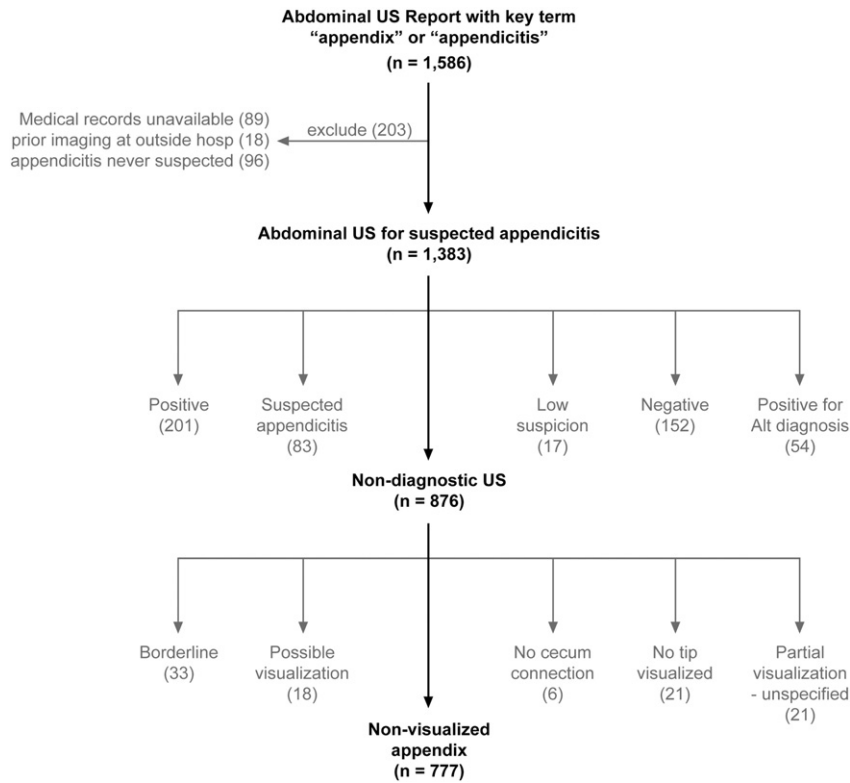 Abdominal US Report with key term
“appendix” or “appendicitis”
(n = 1,586)
Medical records unavailable (89)
prior imaging at outside hosp (18)
appendicitis never suspected (96)
exclude (203)
Abdominal US for suspected appendicitis
(n = 1,383)
Positive
(201)
Suspected
appendicitis
(83)
Low
suspicion
(17)
Negative
(152)
Positive for
Alt diagnosis
(54)
Non-diagnostic US
(n = 876)
Borderline
(33)
Possible
visualization
(18)
No cecum
connection
(6)
No tip
visualized
(21)
Partial
visualization
- unspecified
(21)
Non-visualized
appendix
(n = 777)